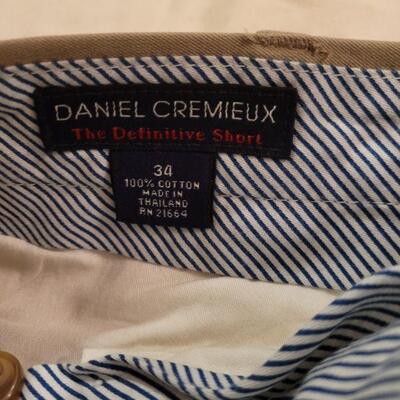 DANIEL CREMIEUX
The Definitive Short
34
100% COTTON
MADE IN
THAILAND
RN 21664